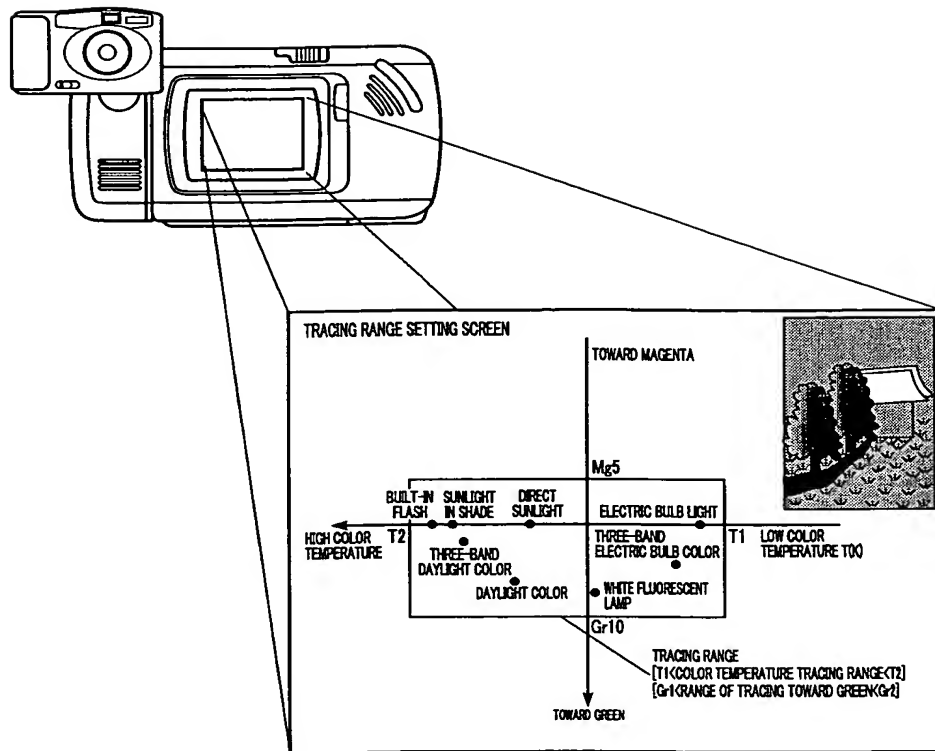 TRACING RANGE SETTING SCREEN
TOWARD MAGENTA
Mg5
BUILT-IN
FLASH
SUNLIGHT
IN SHADE
DIRECT
SUNLIGHT
ELECTRIC BULB LIGHT
HIGH COLOR
TEMPERATURE
T2
T1
LOW COLOR
TEMPERATURE T(K)
THREE-BAND
DAYLIGHT COLOR
THREE-BAND
ELECTRIC BULB COLOR
DAYLIGHT COLOR
WHITE FLUORESCENT
LAMP
Gr10
TRACING RANGE
[T1<COLOR TEMPERATURE TRACING RANGE<T2]
[Gr1<RANGE OF TRACING TOWARD GREEN<Gr2]
TOWARD GREEN